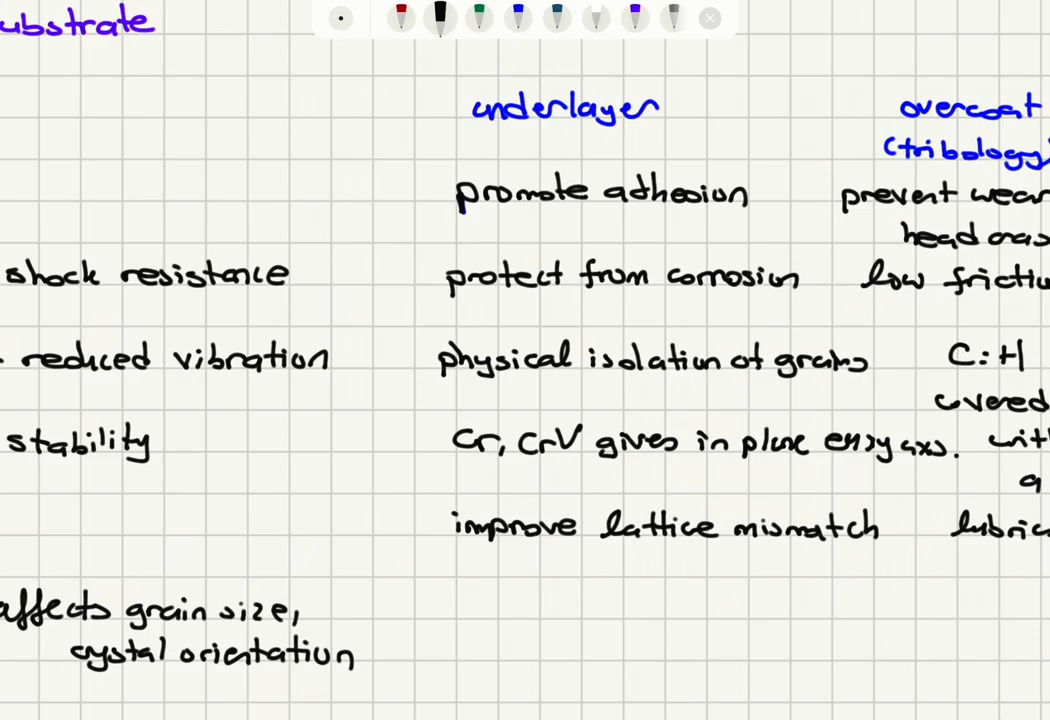 ubstrate
underlayer
overcoat
(tribology)
promote adhesion
prevent wear
head cras
shock resistance
protect from corrosion
low frictio
reduced vibration
physical isolation of grains
C:H
covered
stability
Cr, CrV gives in plane easy axs.
wit
a
improve lattice mismatch
lubric
affects grain size,
crystal orientation